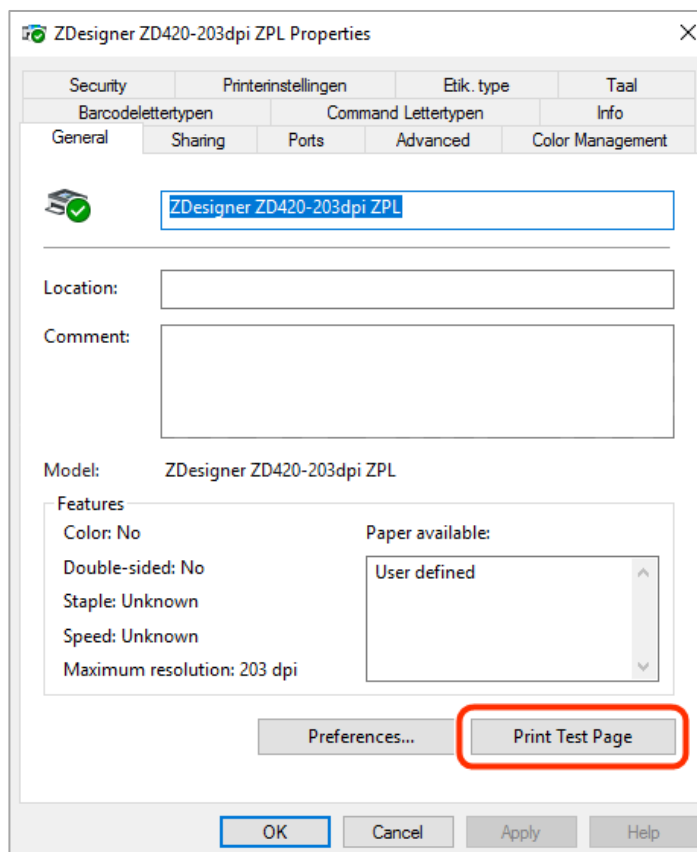 ZDesigner ZD420-203dpi ZPL Properties
Security Printerinstellingen Etik. type Taal
Barcodelettertypen Command Lettertypen Info
General Sharing Ports Advanced Color Management
ZDesigner ZD420-203dpi ZPL
Location:
Comment:
Model: ZDesigner ZD420-203dpi ZPL
Features
Color: No Paper available:
Double-sided: No User defined
Staple: Unknown
Speed: Unknown
Maximum resolution: 203 dpi
Preferences... Print Test Page
OK Cancel Apply Help